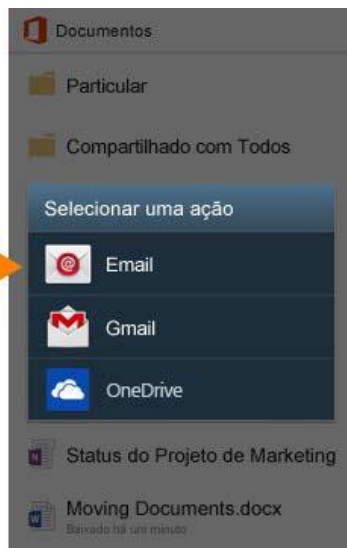 Documentos
Particular
Compartilhado com Todos
Selecionar uma ação
Email
Gmail
OneDrive
Status do Projeto de Marketing
Moving Documents.docx
Baixado há um minuto